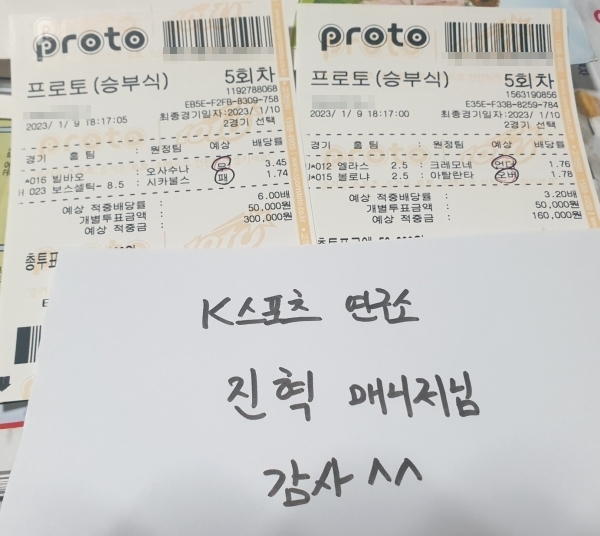 proto
프로토(승부식) 5회차
1192788068
EB5E-F2FB-8309-758
2023/ 1/ 9 18:17:05 최종경기일자:2023/ 1/10
2경기 선택
경기 홈 팀 : 원정팀 예상 배당률
*016 빌바오 : 오사수나 무 3.45
H 023 보스셀틱- 8.5 : 시카불스 패 1.74
예상 적중배당률 6.00배
개별투표금액 50,000원
예상 적중금 300,000원
총투표
proto
프로토(승부식) 5회차
1563190856
E35E-F33B-8259-784
2023/ 1/ 9 18:17:00 최종경기일자:2023/ 1/10
2경기 선택
경기 홈 팀 : 원정팀 예상 배당률
U*012 엘라스 2.5 : 크레모네 언더 1.76
U*015 볼로냐 2.5 : 아탈란타 오버 1.78
예상 적중배당률 3.20배
개별투표금액 50,000원
예상 적중금 160,000원
K스포츠 연구소
진혁 매니저님
감사 ^^